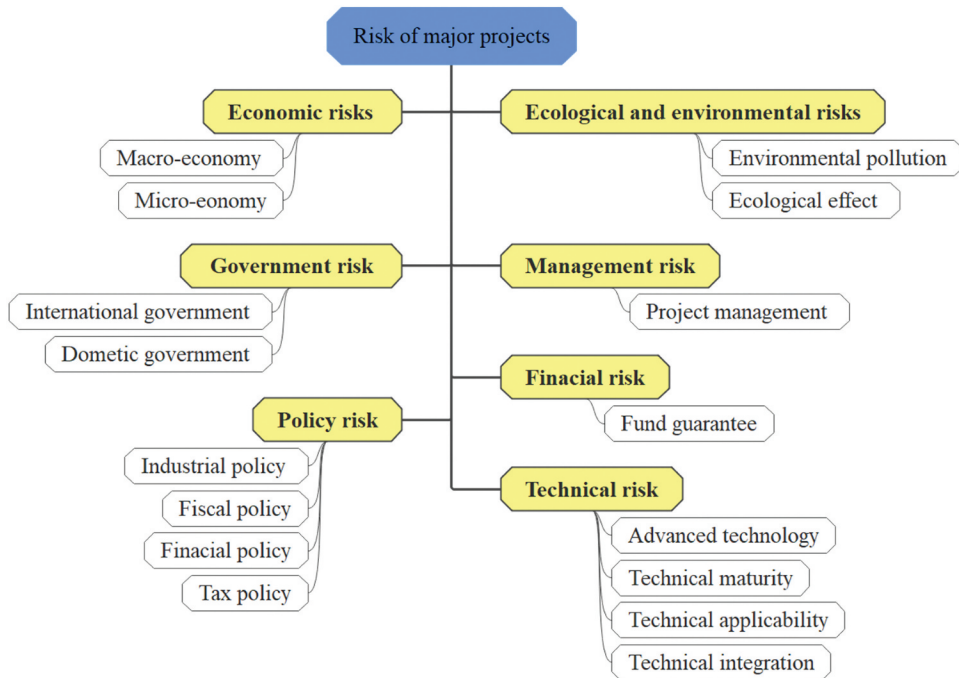 Risk of major projects
Economic risks
Macro-economy
Micro-eonomy
Government risk
International government
Dometic government
Policy risk
Industrial policy
Fiscal policy
Finacial policy
Tax policy
Ecological and environmental risks
Environmental pollution
Ecological effect
Management risk
Project management
Finacial risk
Fund guarantee
Technical risk
Advanced technology
Technical maturity
Technical applicability
Technical integration